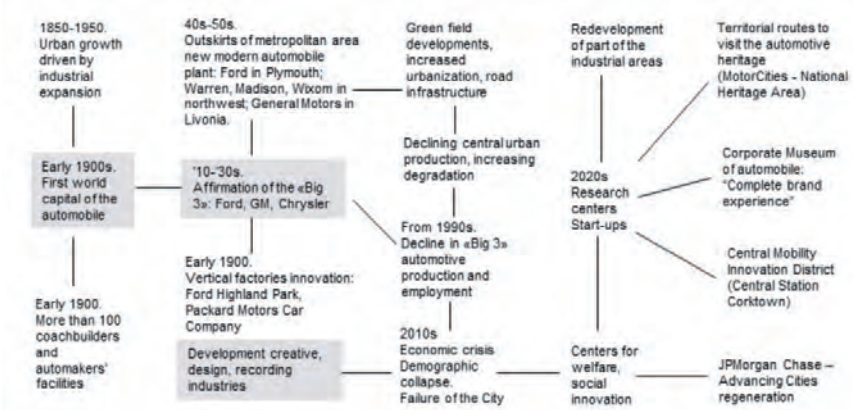 1850-1950.
Urban growth
driven by
industrial
expansion
Early 1900s.
First world
capital of the
automobile
Early 1900.
More than 100
coachbuilders
and
automakers'
facilities
40s-50s.
Outskirts of metropolitan area
new modern automobile
plant: Ford in Plymouth;
Warren, Madison, Wixom in
northwest; General Motors in
Livonia.
'10-'30s.
Affirmation of the «Big
3»: Ford, GM, Chrysler
Early 1900.
Vertical factories innovation:
Ford Highland Park,
Packard Motors Car
Company
Development creative,
design, recording
industries
Green field
developments,
increased
urbanization, road
infrastructure
Declining central urban
production, increasing
degradation
From 1990s.
Decline in «Big 3»
automotive
production and
employment
2010s
Economic crisis
Demographic
collapse.
Failure of the City
Redevelopment
of part of the
industrial areas
2020s
Research
centers
Start-ups
Centers for
welfare,
social
innovation
Territorial routes to
visit the automotive
heritage
(MotorCities - National
Heritage Area)
Corporate Museum
of automobile:
"Complete brand
experience"
Central Mobility
Innovation District
(Central Station
Corktown)
JPMorgan Chase –
Advancing Cities
regeneration